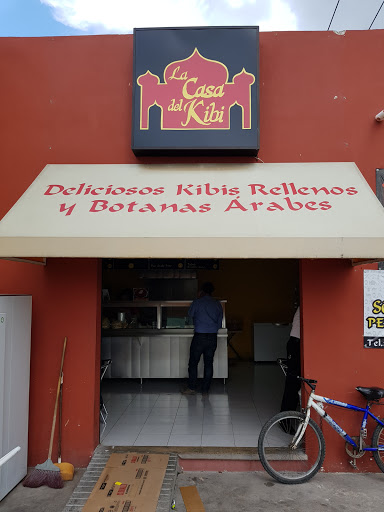 La
Casa
del
Kibi
Deliciosos Kibis Rellenos
y Botanas Árabes